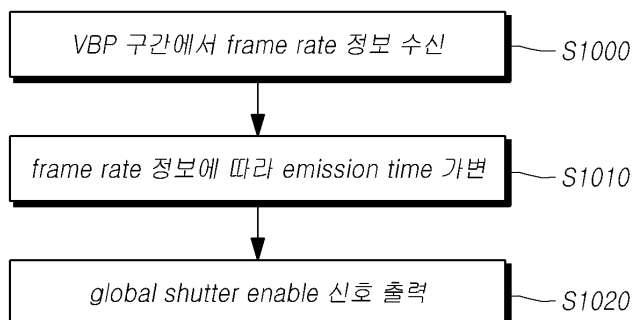 VBP 구간에서 frame rate 정보 수신
S1000
frame rate 정보에 따라 emission time 가변
S1010
global shutter enable 신호 출력
S1020